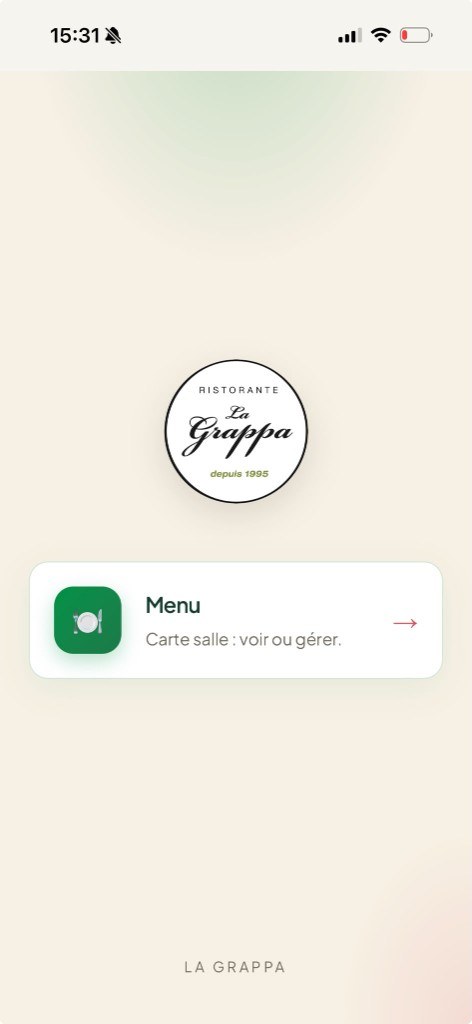 15:31
RISTORANTE
La
Grappa
depuis 1995
Menu
Carte salle : voir ou gérer.
LA GRAPPA